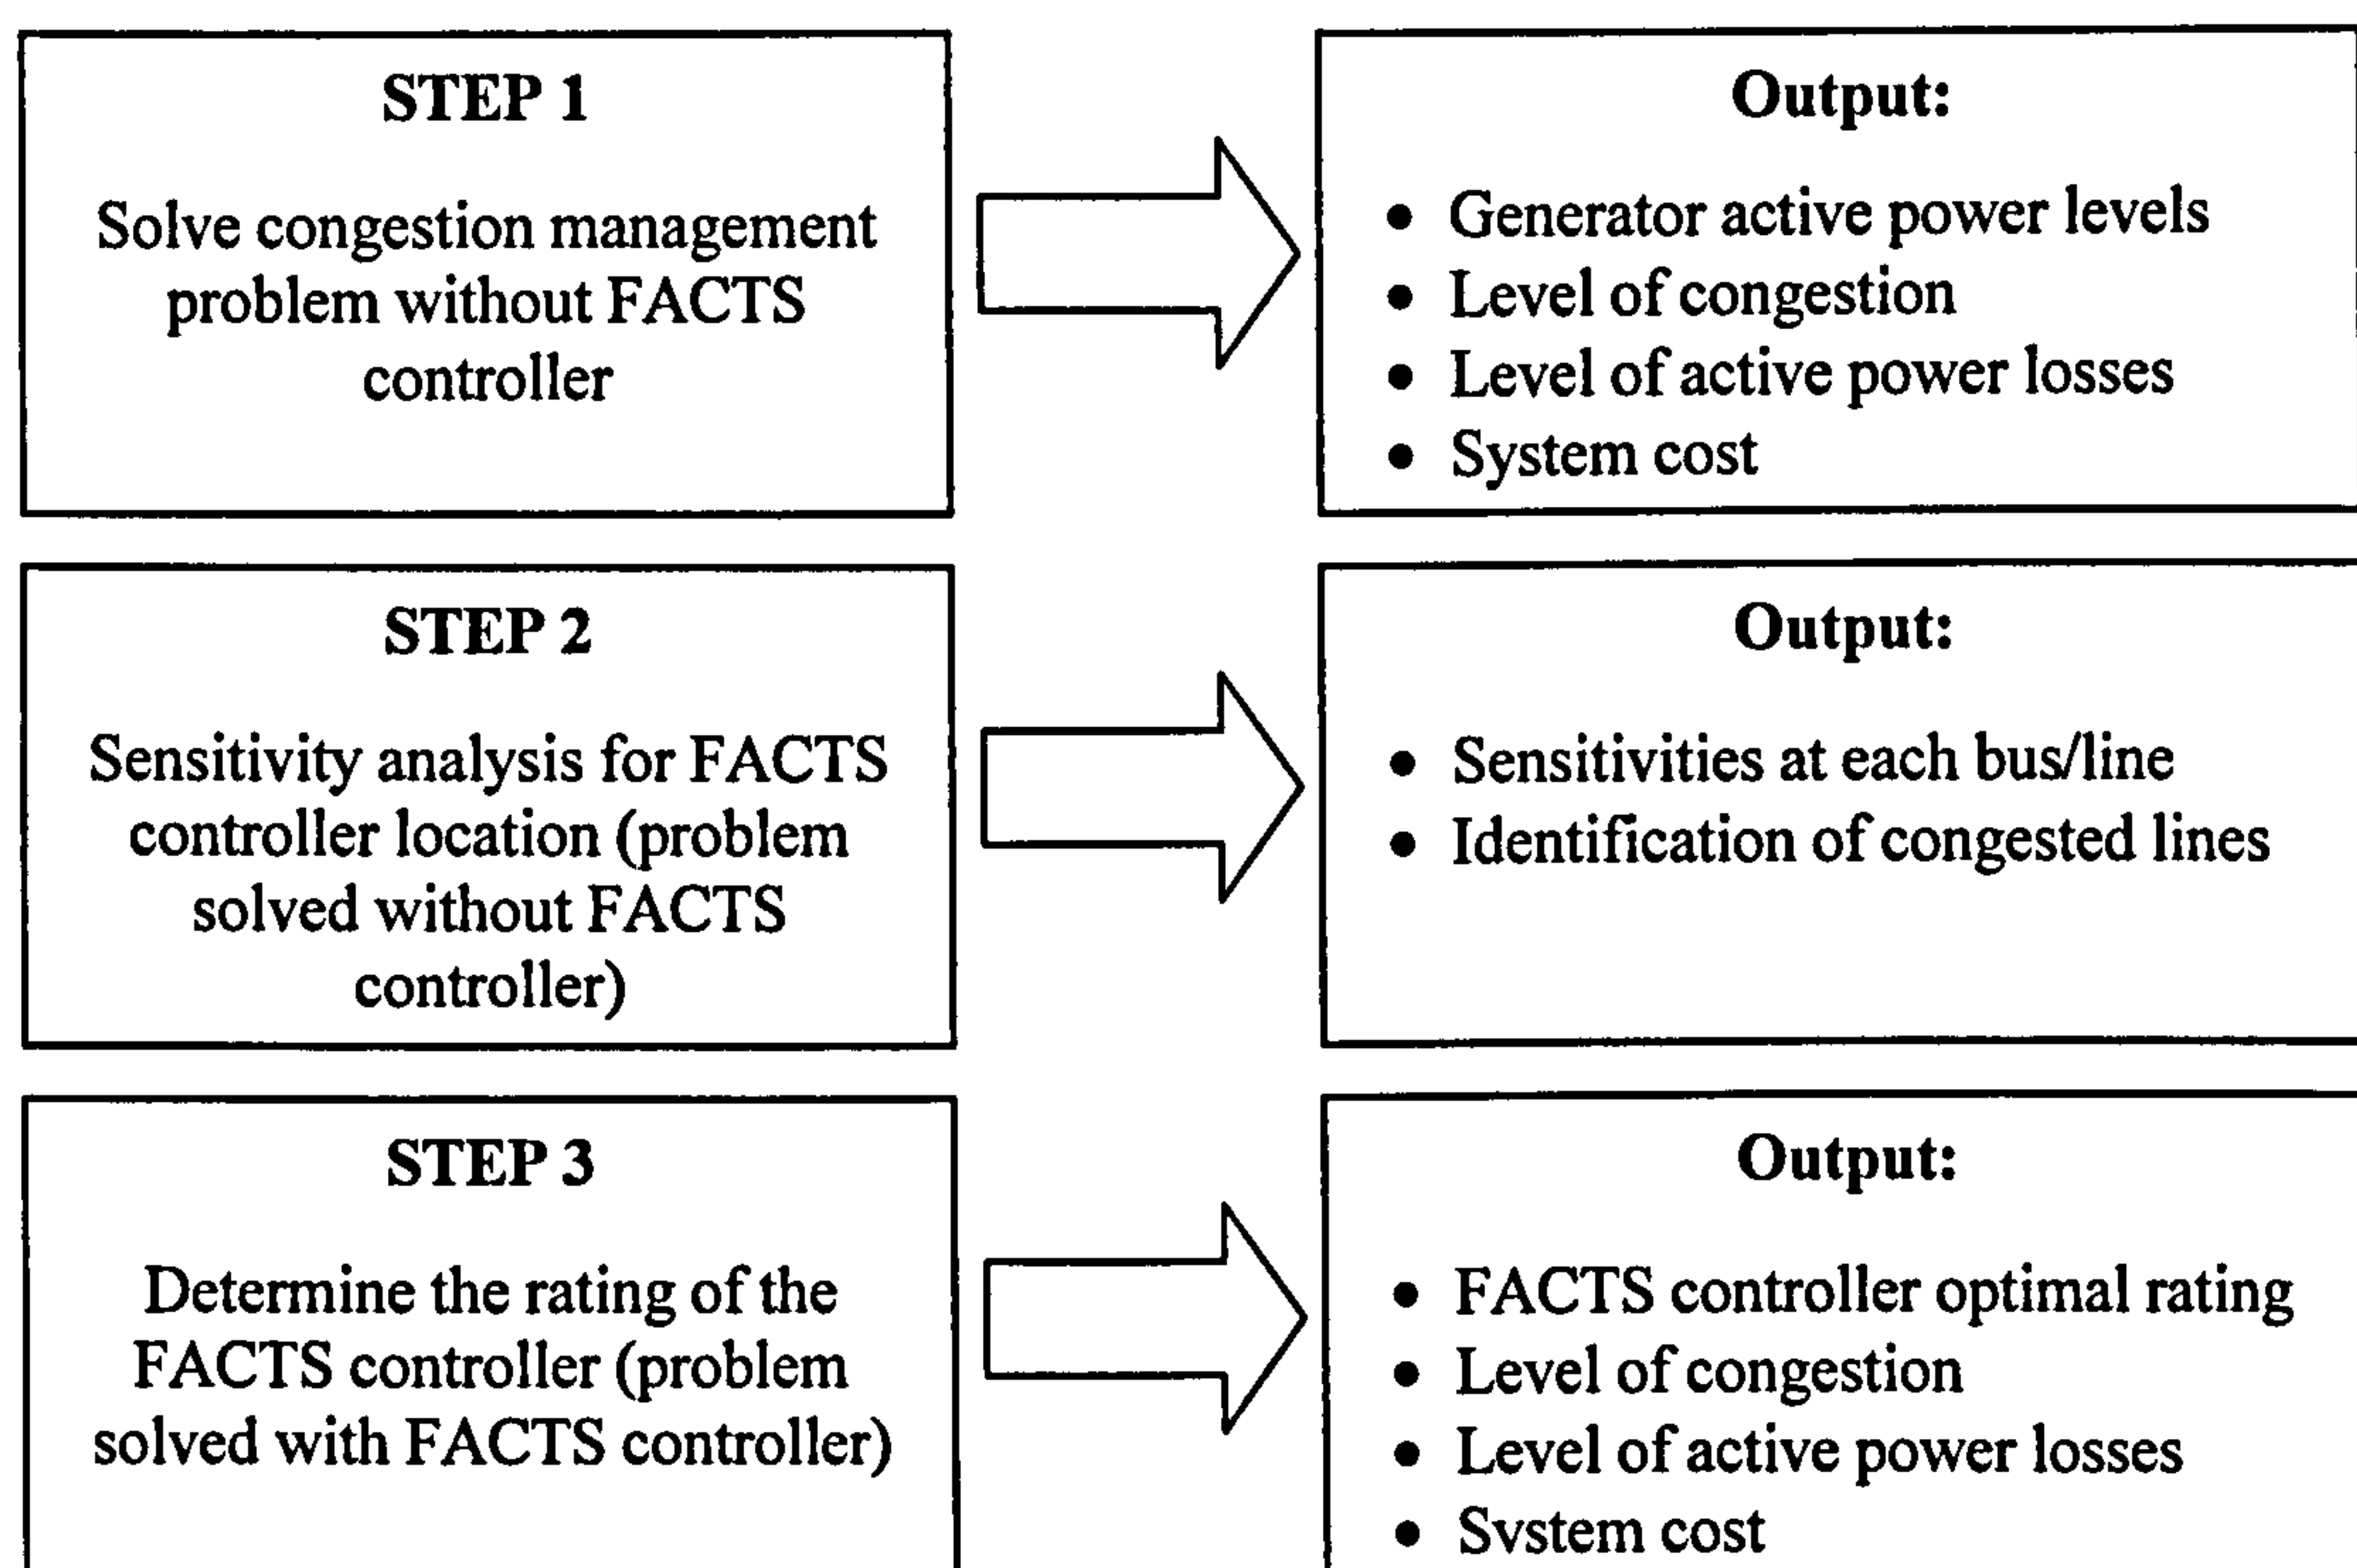 STEP 1
Solve congestion management
problem without FACTS
controller
Output:
• Generator active power levels
• Level of congestion
• Level of active power losses
• System cost
STEP 2
Sensitivity analysis for FACTS
controller location (problem
solved without FACTS
controller)
Output:
• Sensitivities at each bus/line
• Identification of congested lines
STEP 3
Determine the rating of the
FACTS controller (problem
solved with FACTS controller)
Output:
• FACTS controller optimal rating
• Level of congestion
• Level of active power losses
• System cost